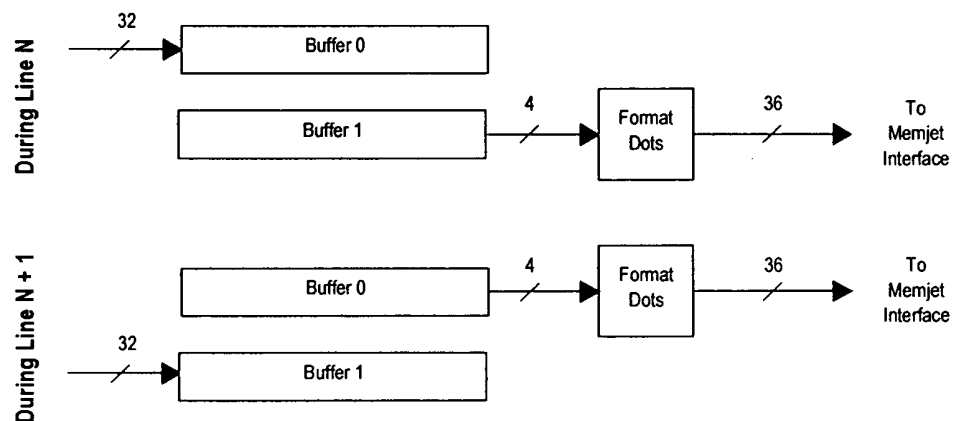 During Line N
32
Buffer 0
Buffer 1
4
Format
Dots
36
To
Memjet
Interface
During Line N + 1
Buffer 0
4
Format
Dots
36
To
Memjet
Interface
32
Buffer 1